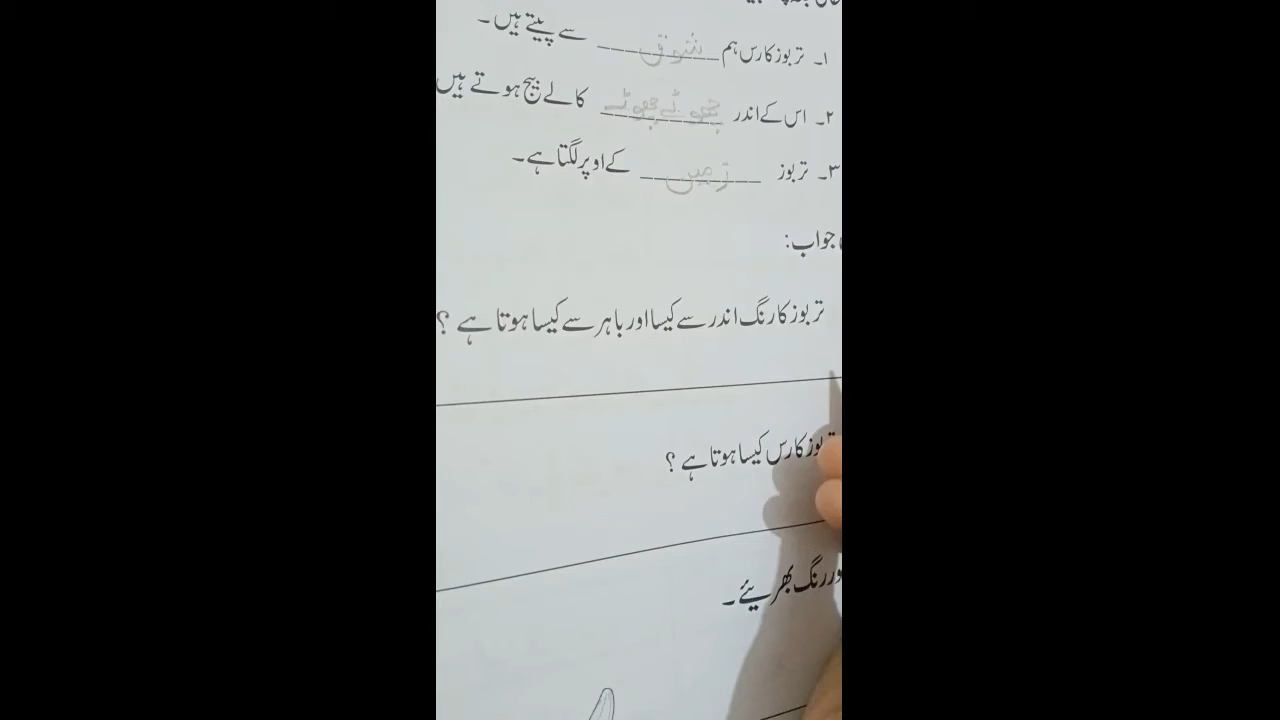 ۱۔ تربوز کا رس ہم شوق سے پیتے ہیں۔
۲۔ اس کے اندر چھوٹے چھوٹے کالے بیج ہوتے ہیں
۳۔ تربوز زمین کے اوپر لگتا ہے۔
جواب:
تربوز کا رنگ اندر سے کیسا اور باہر سے کیسا ہوتا ہے ؟
تربوز کا رس کیسا ہوتا ہے ؟
اور رنگ بھریئے۔